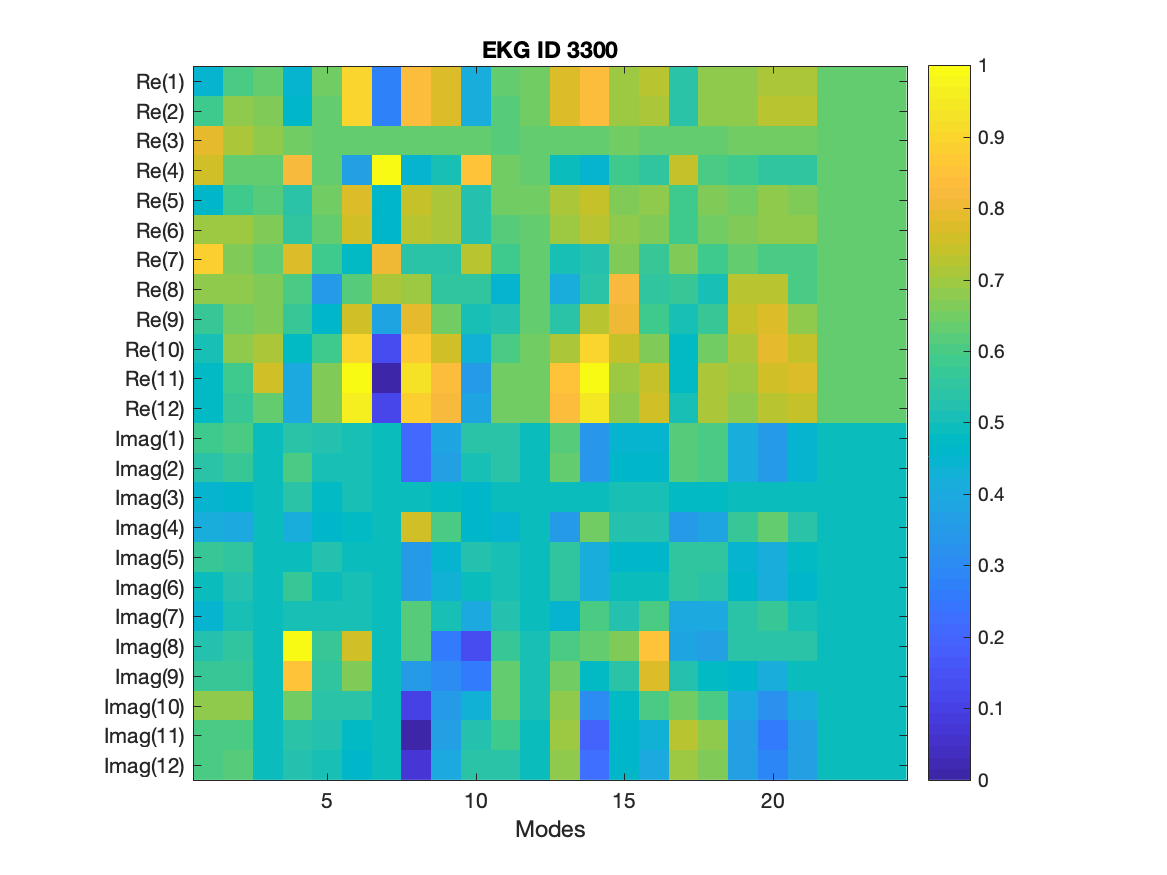 EKG ID 3300
Re(1)
Re(2)
Re(3)
Re(4)
Re(5)
Re(6)
Re(7)
Re(8)
Re(9)
Re(10)
Re(11)
Re(12)
Imag(1)
Imag(2)
Imag(3)
Imag(4)
Imag(5)
Imag(6)
Imag(7)
Imag(8)
Imag(9)
Imag(10)
Imag(11)
Imag(12)
5 10 15 20
Modes
1
0.9
0.8
0.7
0.6
0.5
0.4
0.3
0.2
0.1
0